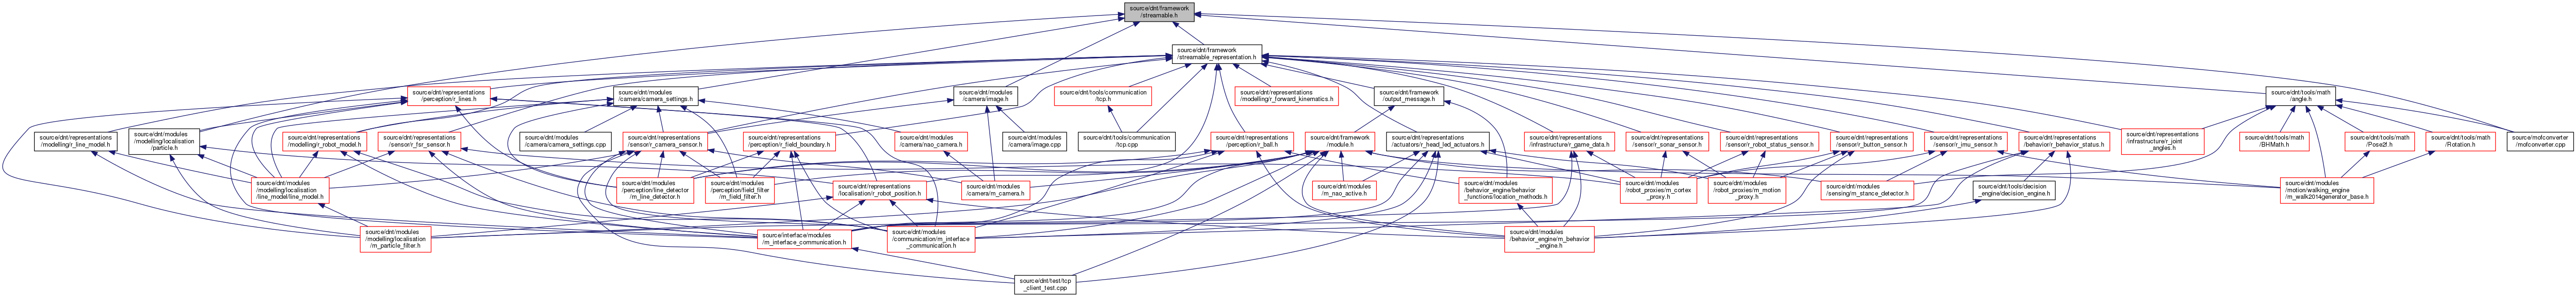 source/dnt/framework
/streamable.h
source/dnt/framework
/streamable_representation.h
source/dnt/representations
/perception/r_lines.h
source/dnt/modules
/camera/camera_settings.h
source/dnt/modules
/camera/image.h
source/dnt/tools/communication
/tcp.h
source/dnt/representations
/modelling/r_forward_kinematics.h
source/dnt/framework
/output_message.h
source/dnt/tools/math
/angle.h
source/dnt/representations
/modelling/r_line_model.h
source/dnt/modules
/modelling/localisation
/particle.h
source/dnt/representations
/modelling/r_robot_model.h
source/dnt/representations
/sensor/r_fsr_sensor.h
source/dnt/modules
/camera/camera_settings.cpp
source/dnt/representations
/sensor/r_camera_sensor.h
source/dnt/representations
/perception/r_field_boundary.h
source/dnt/modules
/camera/nao_camera.h
source/dnt/modules
/camera/image.cpp
source/dnt/tools/communication
/tcp.cpp
source/dnt/representations
/perception/r_ball.h
source/dnt/framework
/module.h
source/dnt/representations
/actuators/r_head_led_actuators.h
source/dnt/representations
/infrastructure/r_game_data.h
source/dnt/representations
/sensor/r_sonar_sensor.h
source/dnt/representations
/sensor/r_robot_status_sensor.h
source/dnt/representations
/sensor/r_button_sensor.h
source/dnt/representations
/sensor/r_imu_sensor.h
source/dnt/representations
/behavior/r_behavior_status.h
source/dnt/representations
/infrastructure/r_joint
_angles.h
source/dnt/tools/math
/BHMath.h
source/dnt/tools/math
/Pose2f.h
source/dnt/tools/math
/Rotation.h
source/mofconverter
/mofconverter.cpp
source/dnt/modules
/modelling/localisation
/line_model/line_model.h
source/dnt/modules
/perception/line_detector
/m_line_detector.h
source/dnt/modules
/perception/field_filter
/m_field_filter.h
source/dnt/representations
/localisation/r_robot_position.h
source/dnt/modules
/camera/m_camera.h
source/dnt/modules
/m_nao_active.h
source/dnt/modules
/behavior_engine/behavior
_functions/location_methods.h
source/dnt/modules
/robot_proxies/m_cortex
_proxy.h
source/dnt/modules
/robot_proxies/m_motion
_proxy.h
source/dnt/modules
/sensing/m_stance_detector.h
source/dnt/tools/decision
_engine/decision_engine.h
source/dnt/modules
/motion/walking_engine
/m_walk2014generator_base.h
source/dnt/modules
/modelling/localisation
/m_particle_filter.h
source/interface/modules
/m_interface_communication.h
source/dnt/modules
/communication/m_interface
_communication.h
source/dnt/modules
/behavior_engine/m_behavior
_engine.h
source/dnt/test/tcp
_client_test.cpp